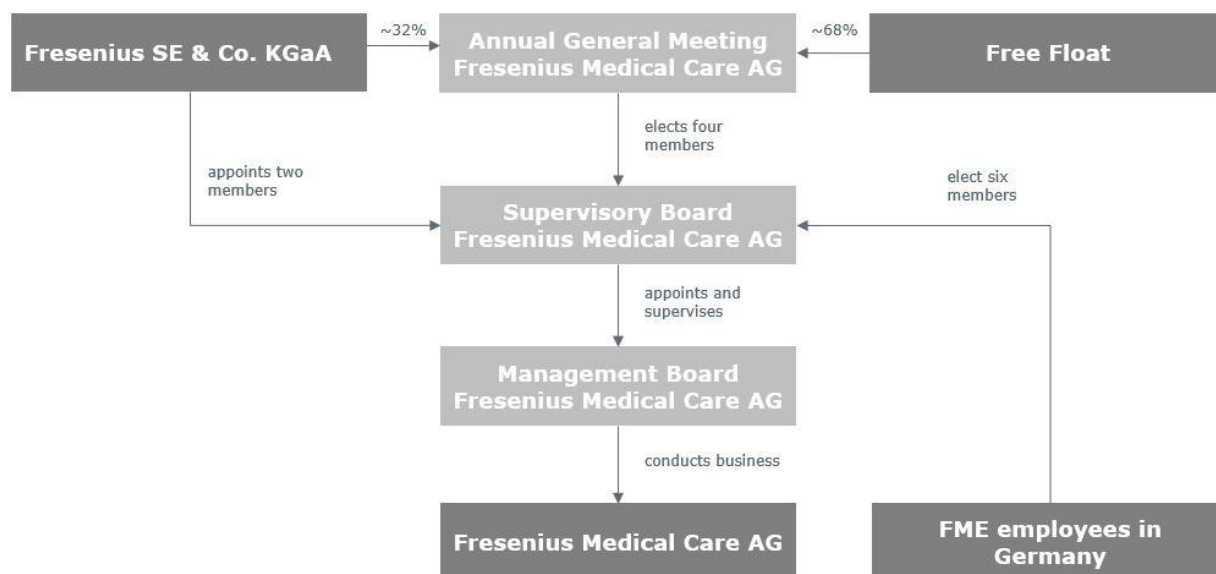 Fresenius SE & Co. KGaA
~32%
Annual General Meeting
Fresenius Medical Care AG
~68%
Free Float
elects four
members
appoints two
members
elect six
members
Supervisory Board
Fresenius Medical Care AG
appoints and
supervises
Management Board
Fresenius Medical Care AG
conducts business
Fresenius Medical Care AG
FME employees in
Germany